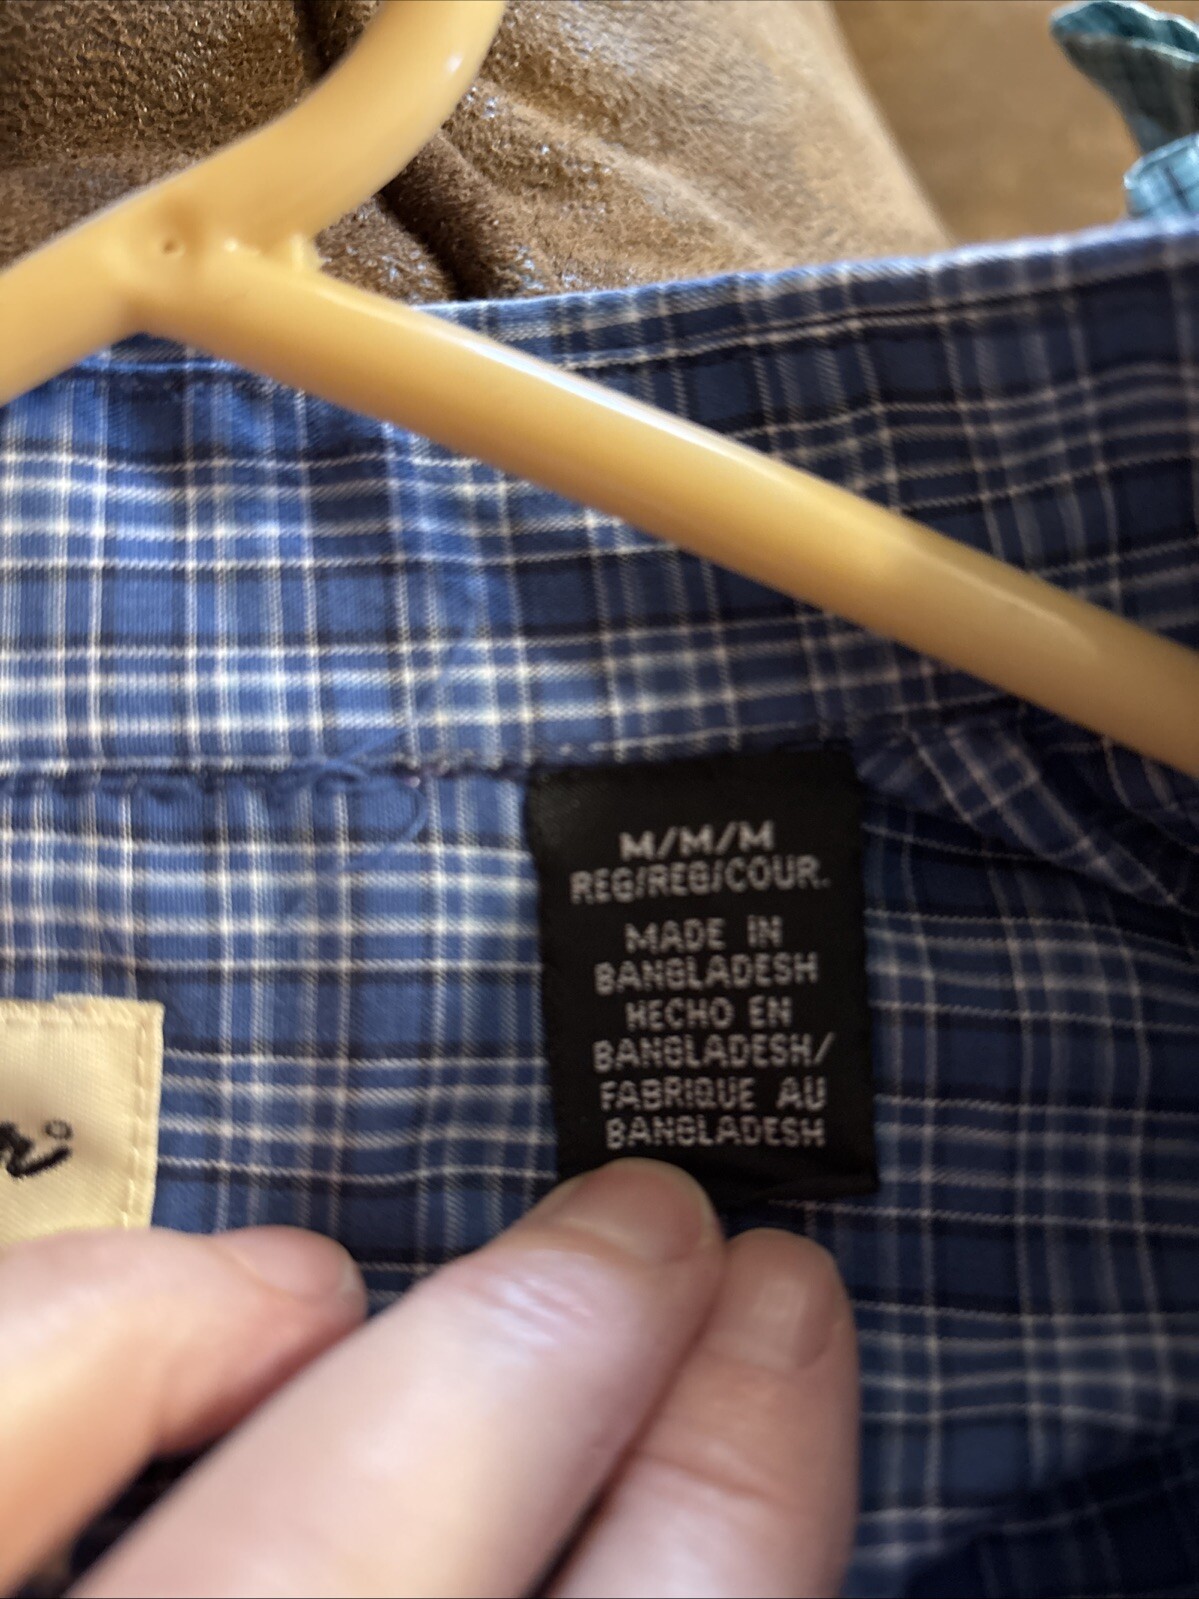 M/M/M
REG/REG/COUR.
MADE IN
BANGLADESH
HECHO EN
BANGLADESH/
FABRIQUE AU
BANGLADESH